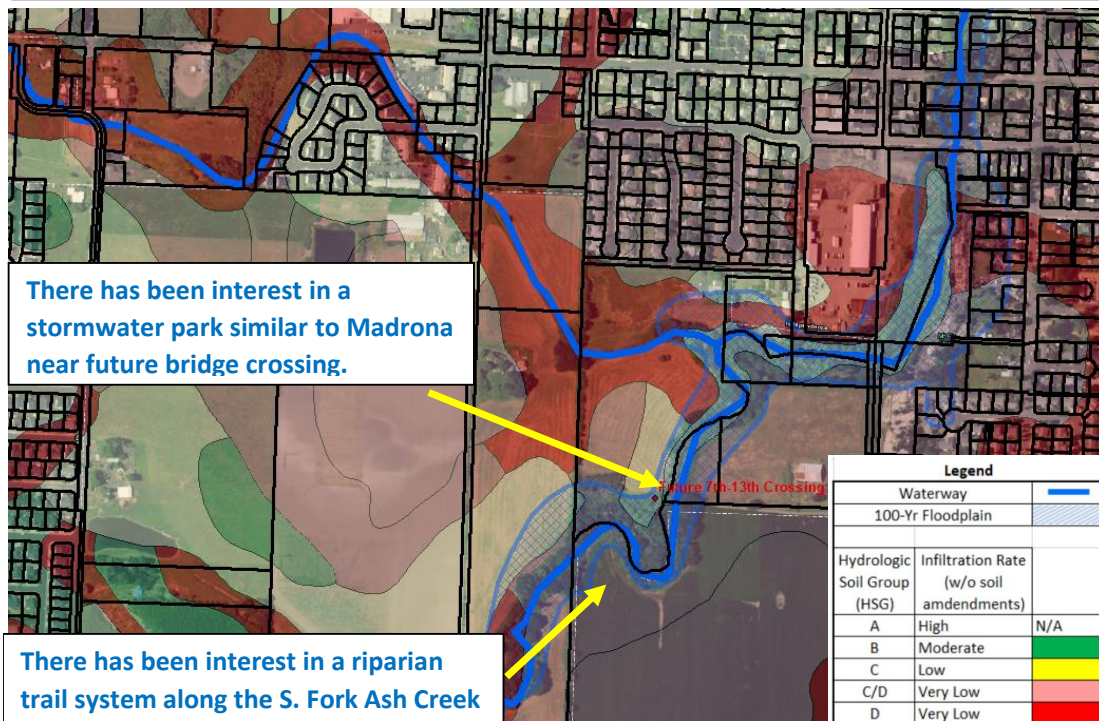 There has been interest in a
stormwater park similar to Madrona
near future bridge crossing.
Future 7th-13th Crossing
There has been interest in a riparian
trail system along the S. Fork Ash Creek
Legend
Waterway
100-Yr Floodplain
Hydrologic Soil Group (HSG) Infiltration Rate (w/o soil amdendments)
A High N/A
B Moderate
C Low
C/D Very Low
D Very Low